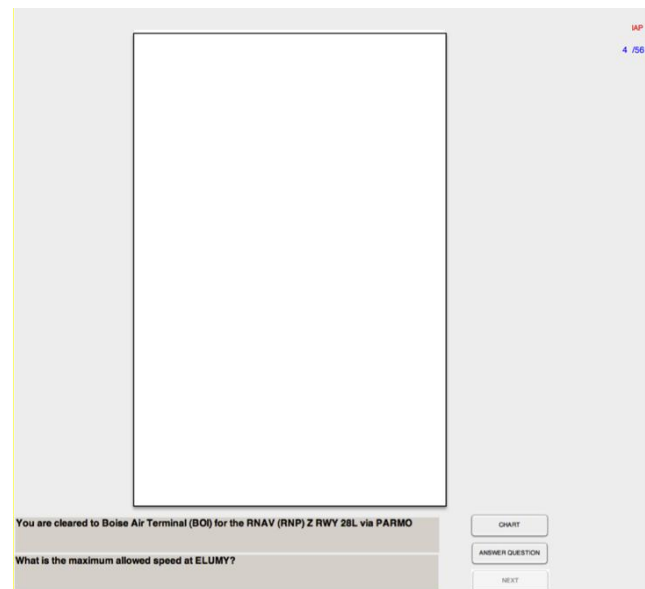 IAP
4 /56
You are cleared to Boise Air Terminal (BOI) for the RNAV (RNP) Z RWY 28L via PARMO
What is the maximum allowed speed at ELUMY?
CHART
ANSWER QUESTION
NEXT